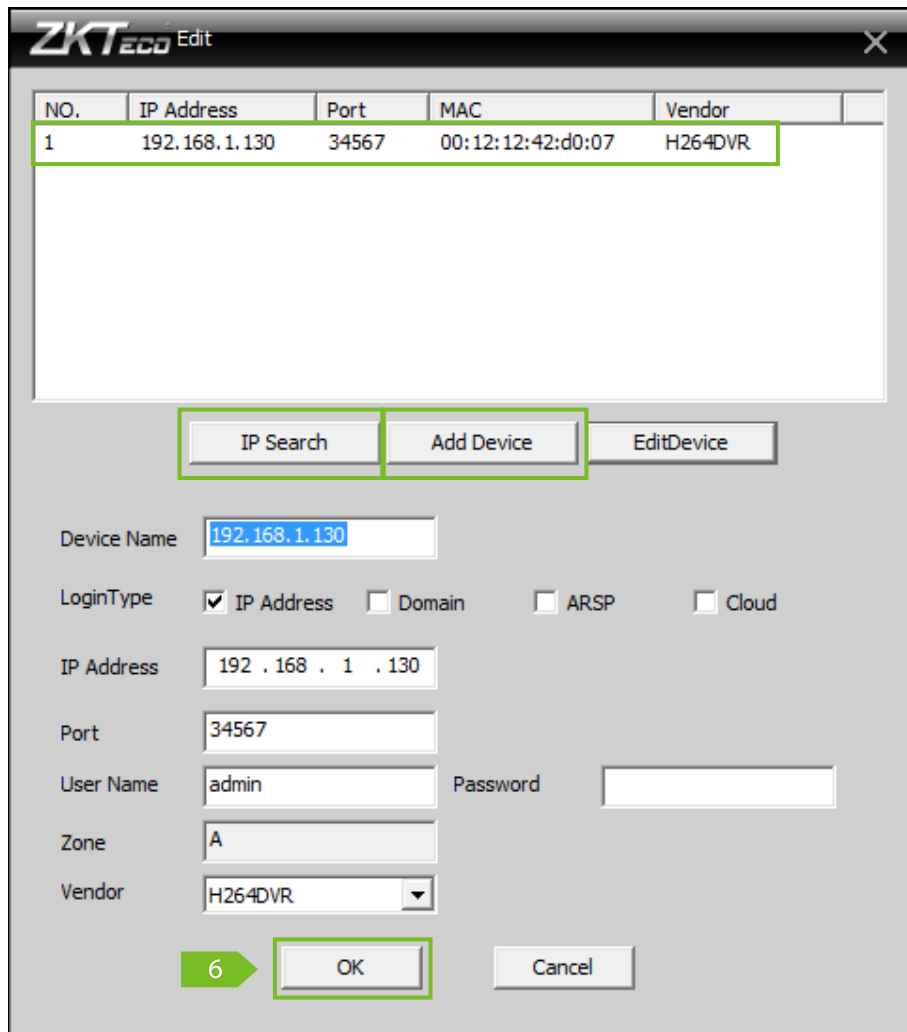 ZKTECO Edit
NO. IP Address Port MAC Vendor
1 192.168.1.130 34567 00:12:12:42:d0:07 H264DVR
IP Search Add Device EditDevice
Device Name 192.168.1.130
LoginType IP Address Domain ARSP Cloud
IP Address 192 . 168 . 1 . 130
Port 34567
User Name admin Password
Zone A
Vendor H264DVR
6 OK Cancel